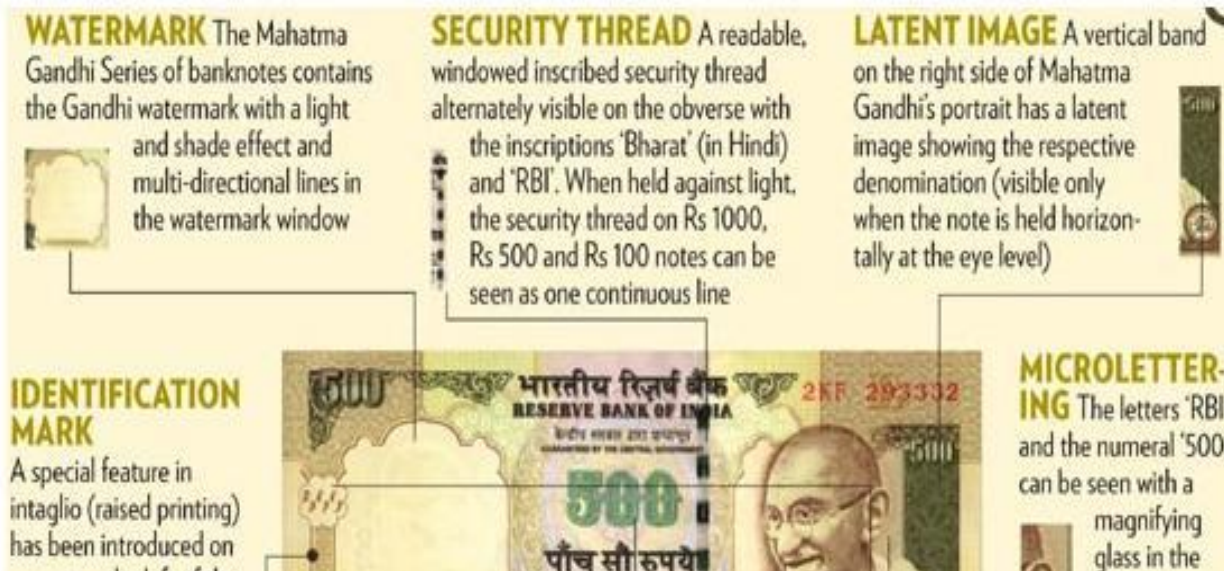 WATERMARK The Mahatma
Gandhi Series of banknotes contains
the Gandhi watermark with a light
and shade effect and
multi-directional lines in
the watermark window
SECURITY THREAD A readable,
windowed inscribed security thread
alternately visible on the obverse with
the inscriptions 'Bharat' (in Hindi)
and 'RBI'. When held against light,
the security thread on Rs 1000,
Rs 500 and Rs 100 notes can be
seen as one continuous line
LATENT IMAGE A vertical band
on the right side of Mahatma
Gandhi's portrait has a latent
image showing the respective
denomination (visible only
when the note is held horizon-
tally at the eye level)
500
IDENTIFICATION
MARK
A special feature in
intaglio (raised printing)
has been introduced on
500
भारतीय रिज़र्व बैंक
RESERVE BANK OF INDIA
2KF 293332
500
500
पाँच सौ रुपये
MICROLETTER-
ING The letters 'RBI
and the numeral '500
can be seen with a
magnifying
glass in the